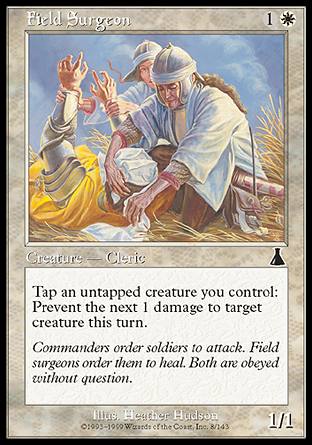 Field Surgeon 1
Creature — Cleric
Tap an untapped creature you control:
Prevent the next 1 damage to target
creature this turn.
Commanders order soldiers to attack. Field
surgeons order them to heal. Both are obeyed
without question.
Illus. Heather Hudson
©1993–1999 Wizards of the Coast, Inc. 8/143
1/1